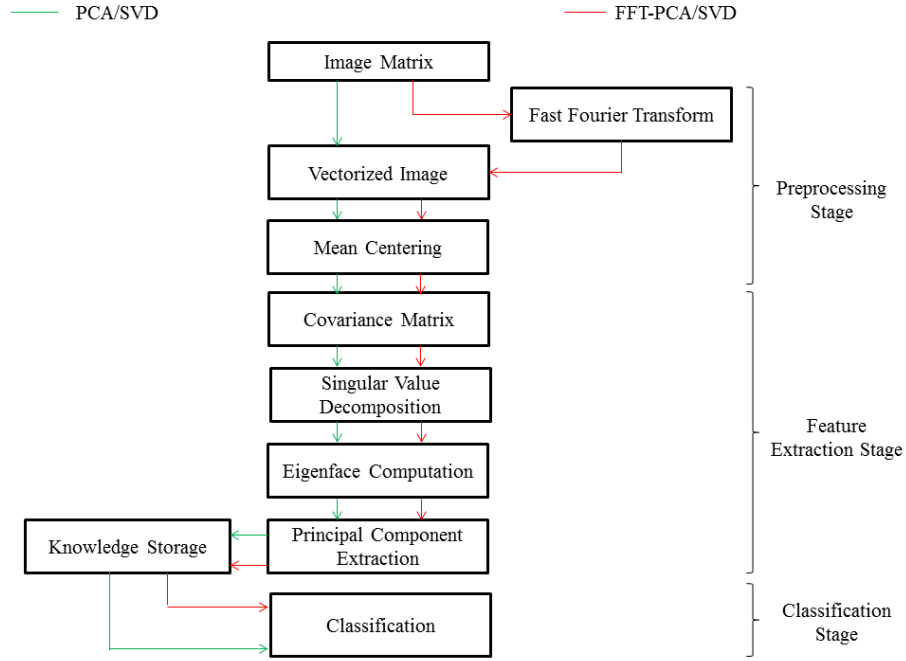 PCA/SVD
FFT-PCA/SVD
Image Matrix
Fast Fourier Transform
Vectorized Image
Preprocessing
Stage
Mean Centering
Covariance Matrix
Singular Value
Decomposition
Feature
Extraction Stage
Eigenface Computation
Principal Component
Extraction
Knowledge Storage
Classification
Classification
Stage